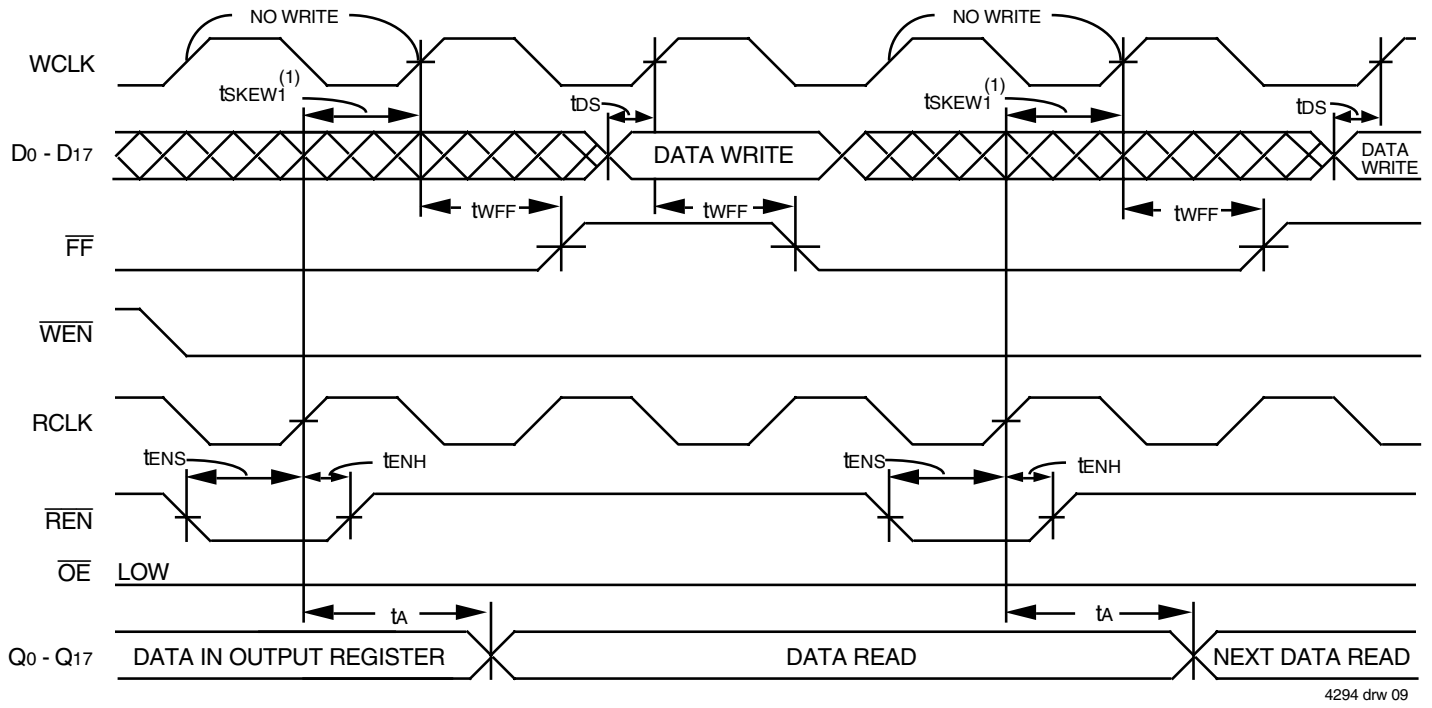 NO WRITE
NO WRITE
WCLK
tSKEW1(1)
tDS
tSKEW1(1)
tDS
D0 - D17
DATA WRITE
DATA
WRITE
tWFF
tWFF
tWFF
FF
WEN
RCLK
tENS
tENH
tENS
tENH
REN
OE
LOW
tA
tA
Q0 - Q17
DATA IN OUTPUT REGISTER
DATA READ
NEXT DATA READ
4294 drw 09